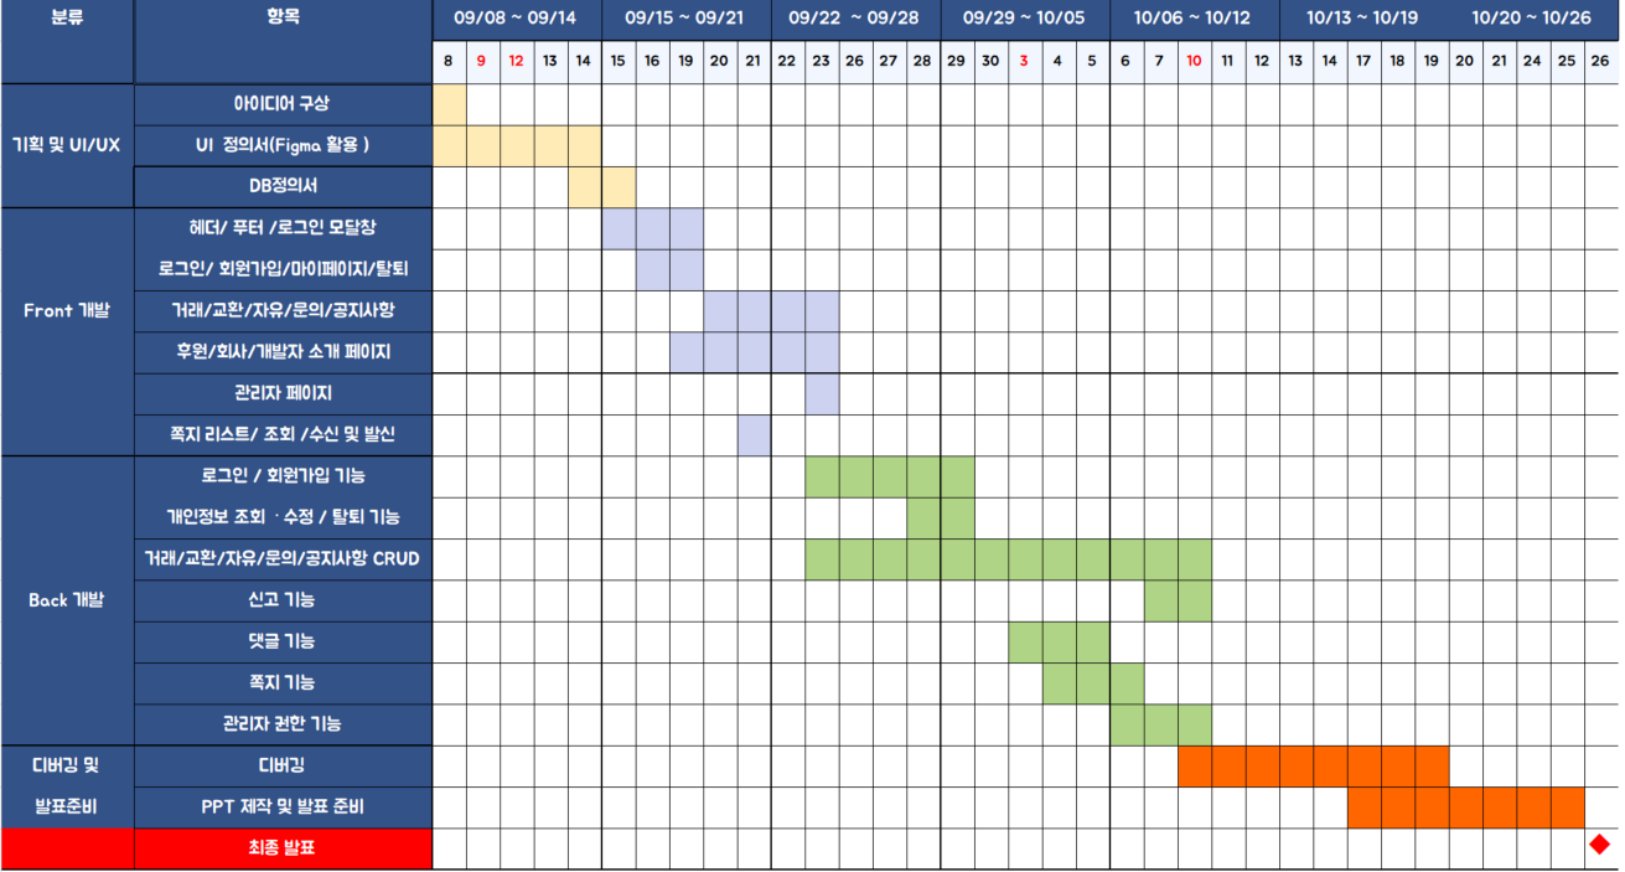 분류 항목 09/08 ~ 09/14 09/15 ~ 09/21 09/22 ~ 09/28 09/29 ~ 10/05 10/06 ~ 10/12 10/13 ~ 10/19 10/20 ~ 10/26
8 9 12 13 14 15 16 19 20 21 22 23 26 27 28 29 30 3 4 5 6 7 10 11 12 13 14 17 18 19 20 21 24 25 26
아이디어 구상
기획 및 UI/UX UI 정의서(Figma 활용 )
DB정의서
헤더/ 푸터 /로그인 모달창
로그인/ 회원가입/마이페이지/탈퇴
Front 개발 거래/교환/자유/문의/공지사항
후원/회사/개발자 소개 페이지
관리자 페이지
쪽지 리스트/ 조회 /수신 및 발신
로그인 / 회원가입 기능
개인정보 조회 · 수정 / 탈퇴 기능
거래/교환/자유/문의/공지사항 CRUD
Back 개발 신고 기능
댓글 기능
쪽지 기능
관리자 권한 기능
디버깅 및 디버깅
발표준비 PPT 제작 및 발표 준비
최종 발표